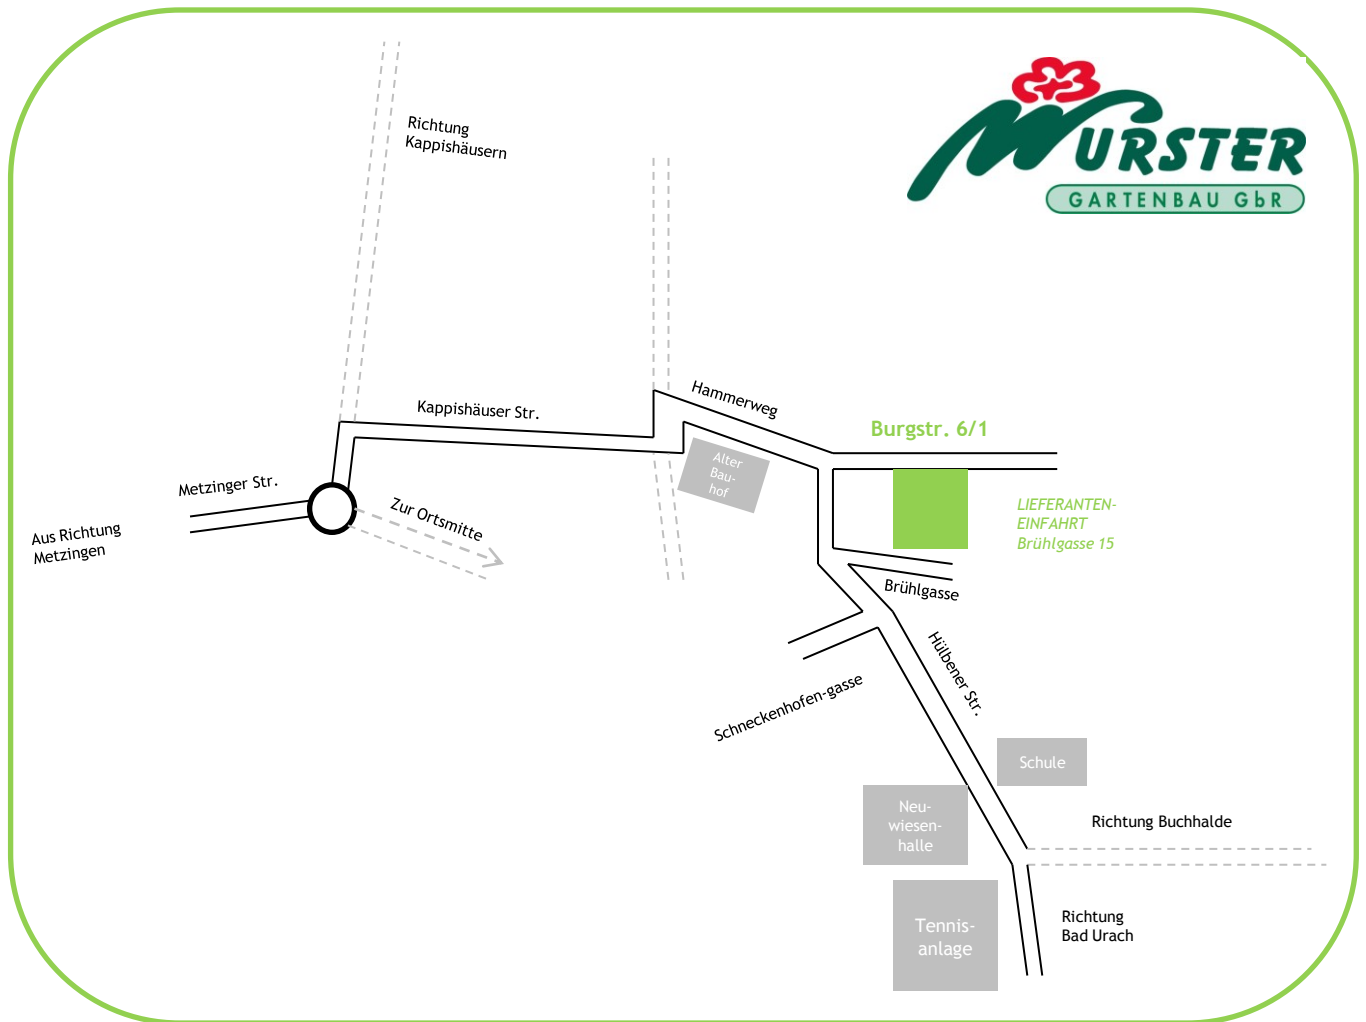 Richtung
Kappishäusern
WURSTER
GARTENBAU GbR
Hammerweg
Kappishäuser Str.
Burgstr. 6/1
Alter
Bau-
hof
Metzinger Str.
Zur Ortsmitte
LIEFERANTEN-
EINFAHRT
Brühlgasse 15
Aus Richtung
Metzingen
Brühlgasse
Hülbener Str.
Schneckenhofen-gasse
Schule
Neu-
wiesen-
halle
Richtung Buchhalde
Tennis-
anlage
Richtung
Bad Urach